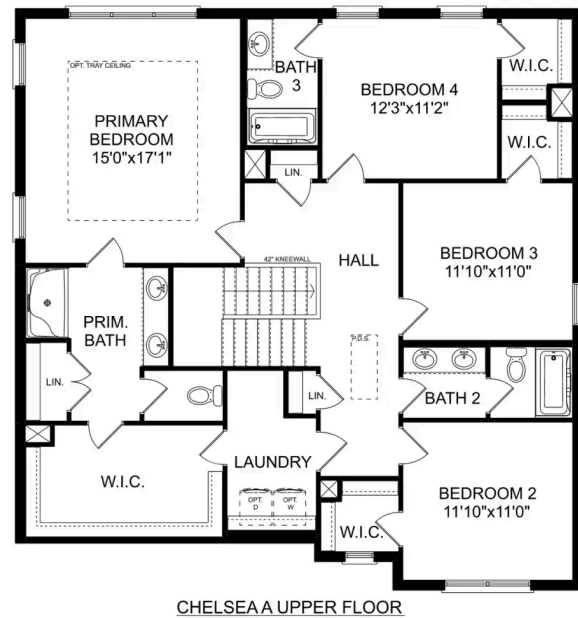 OPT. TRAY CEILING
PRIMARY
BEDROOM
15'0"x17'1"
BATH
3
BEDROOM 4
12'3"x11'2"
W.I.C.
W.I.C.
LIN.
42" KNEEWALL
HALL
BEDROOM 3
11'10"x11'0"
PRIM.
BATH
P.D.S.
LIN.
LIN.
BATH 2
W.I.C.
LAUNDRY
OPT.
D
OPT.
W
W.I.C.
BEDROOM 2
11'10"x11'0"
CHELSEA A UPPER FLOOR